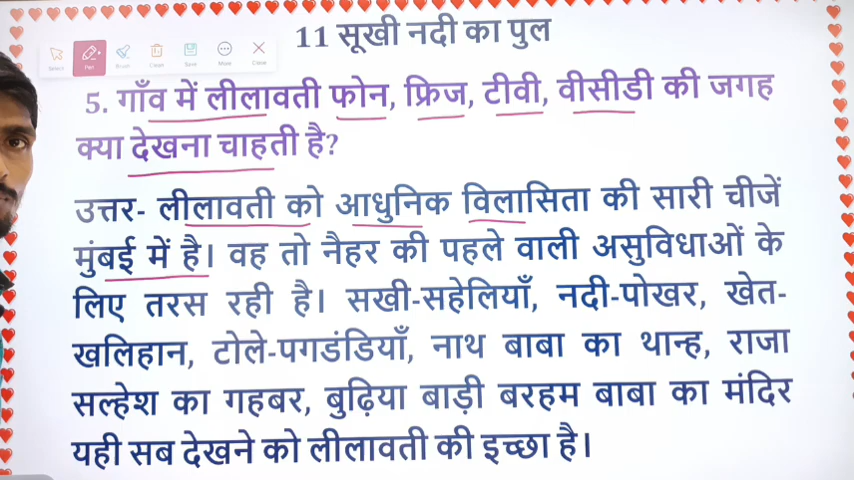 11 सूखी नदी का पुल
Select Pen Brush Clean Save More Close
5. गाँव में लीलावती फोन, फ्रिज, टीवी, वीसीडी की जगह
क्या देखना चाहती है?
उत्तर- लीलावती को आधुनिक विलासिता की सारी चीजें
मुंबई में है। वह तो नैहर की पहले वाली असुविधाओं के
लिए तरस रही है। सखी-सहेलियाँ, नदी-पोखर, खेत-
खलिहान, टोले-पगडंडियाँ, नाथ बाबा का थान्ह, राजा
सल्हेश का गहबर, बुढ़िया बाड़ी बरहम बाबा का मंदिर
यही सब देखने को लीलावती की इच्छा है।